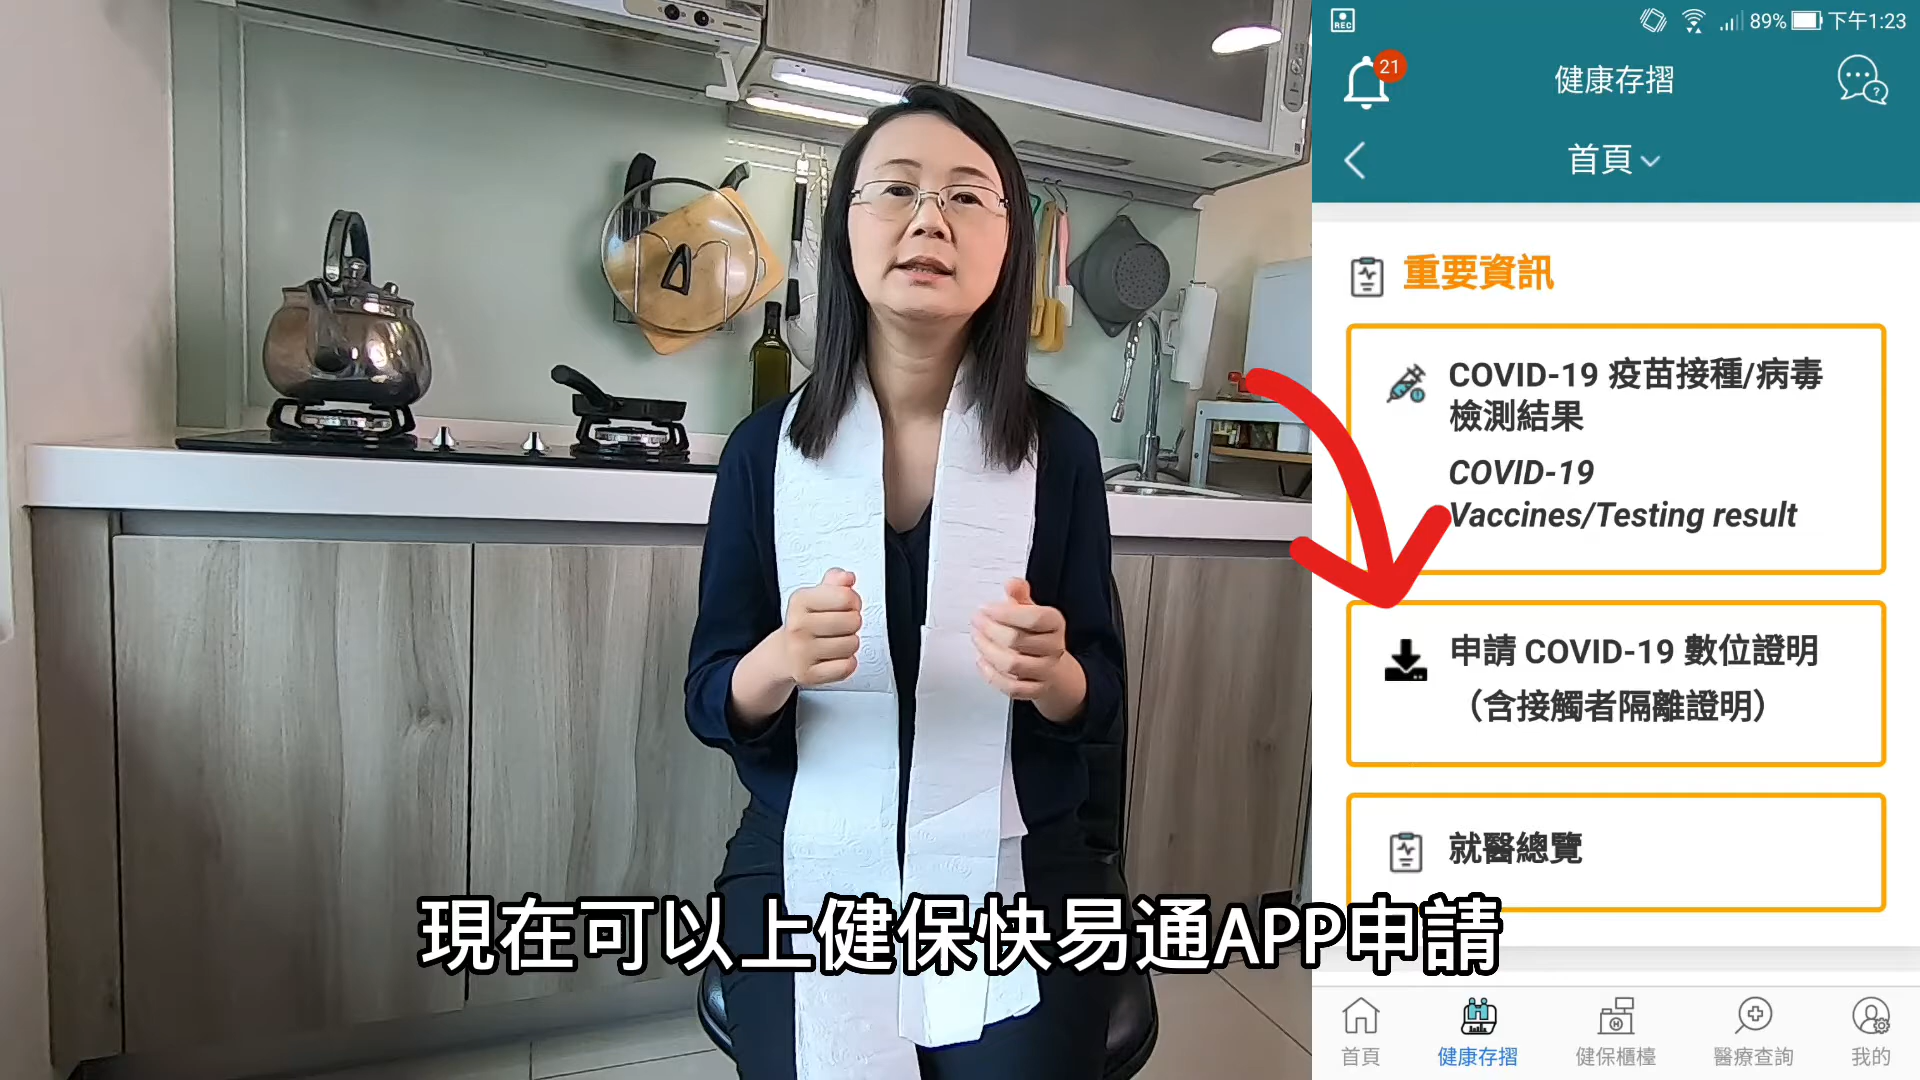 REC
89%
下午1:23
21
健康存摺
首頁
重要資訊
COVID-19 疫苗接種/病毒
檢測結果
COVID-19
Vaccines/Testing result
申請 COVID-19 數位證明
（含接觸者隔離證明）
就醫總覽
現在可以上健保快易通APP申請
首頁
健康存摺
健保櫃檯
醫療查詢
我的